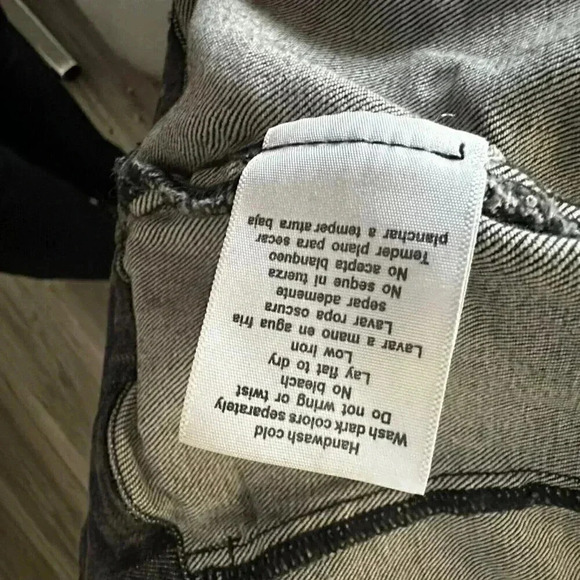 Handwash cold
Wash dark colors separately
Do not wring or twist
No bleach
Lay flat to dry
Low iron
Lavar a mano en agua fria
Lavar ropa oscura
separ ademente
No seque ni tuerza
No acepta blanqueo
Temder plano para secar
planchar a temper atura baja